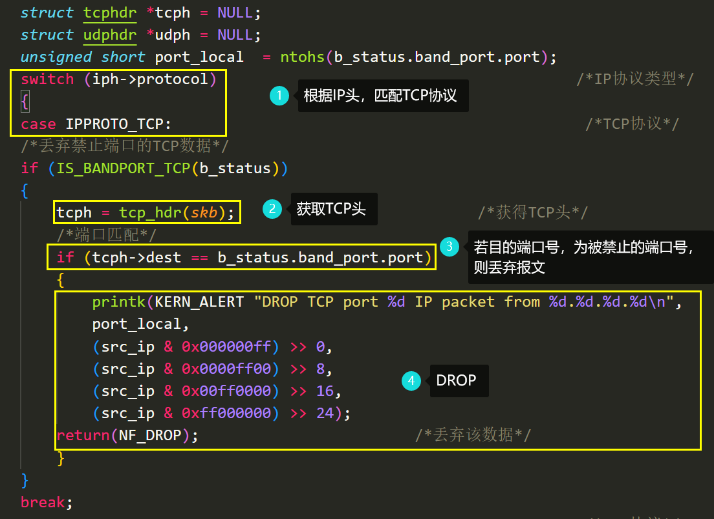 struct tcphdr *tcph = NULL;
struct udphdr *udph = NULL;
unsigned short port_local  = ntohs(b_status.band_port.port);
switch (iph->protocol) /*IP协议类型*/
1 根据IP头，匹配TCP协议
{
case IPPROTO_TCP: /*TCP协议*/
/*丢弃禁止端口的TCP数据*/
if (IS_BANDPORT_TCP(b_status))
{
tcph = tcp_hdr(skb); 2 获取TCP头 /*获得TCP头*/
/*端口匹配*/
if (tcph->dest == b_status.band_port.port) 3 若目的端口号，为被禁止的端口号，
则丢弃报文
{
printk(KERN_ALERT "DROP TCP port %d IP packet from %d.%d.%d.%d\n",
port_local,
(src_ip & 0x000000ff) >> 0,
(src_ip & 0x0000ff00) >> 8,
(src_ip & 0x00ff0000) >> 16, 4 DROP
(src_ip & 0xff000000) >> 24);
return(NF_DROP); /*丢弃该数据*/
}
}
break;